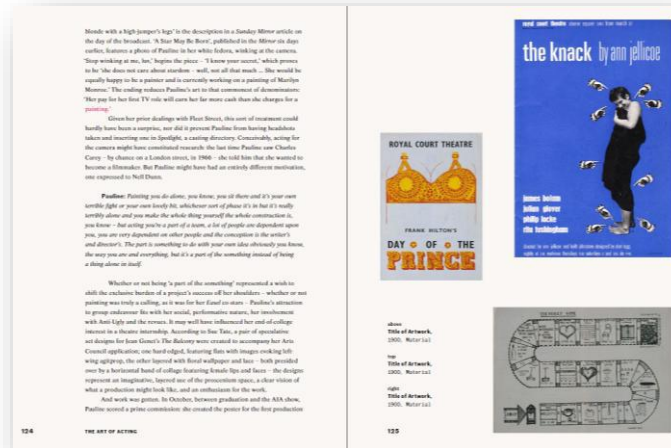 blonde with a high jumper's legs' is the description in a Sunday Mirror article on
the day of the broadcast. 'A Star May Be Born', published in the Mirror six days
earlier, features a photo of Pauline in her white fedora, winking at the camera.
'Stop winking at me, luv,' begins the piece – 'I know your secret,' which proves
to be 'she does not care about stardom – well, not all that much ... She would be
equally happy to be a painter and is currently working on a painting of Marilyn
Monroe.' The ending reduces Pauline's art to that commonest of denominators:
'Her pay for her first TV role will earn her far more cash than she charges for a
painting.'
Given her prior dealings with Fleet Street, this sort of treatment could
hardly have been a surprise, nor did it prevent Pauline from having headshots
taken and inserting one in Spotlight, a casting directory. Conceivably, acting for
the camera might have constituted research: the last time Pauline saw Charles
Carey – by chance on a London street, in 1966 – she told him that she wanted to
become a filmmaker. But Pauline might have had an entirely different motivation,
one expressed to Nell Dunn.
Pauline: Painting you do alone, you know, you sit there and it's your own
terrible fight or your own lovely bit, whichever sort of phase it's in but it's really
terribly alone and you make the whole thing yourself the whole construction is,
you know – but acting you're a part of a team, a lot of people are dependent upon
you, you are very dependent on other people and the conception is the writer's
and director's. The part is something to do with your own idea obviously you know,
the way you are and everything, but it's a part of the something instead of being
a thing alone in itself.
Whether or not being 'a part of the something' represented a wish to
shift the exclusive burden of a project's success off her shoulders – whether or not
painting was truly a calling, as it was for her Easel co-stars – Pauline's attraction
to group endeavour fits with her social, performative nature, her involvement
with Anti-Ugly and the revues. It may well have influenced her end-of-college
interest in a theatre internship. According to Sue Tate, a pair of speculative
set designs for Jean Genet's The Balcony were created to accompany her Arts
Council application; one hard edged, featuring flats with images evoking left-
wing agitprop, the other layered with floral wallpaper and lace – both presided
over by a horizontal band of collage featuring female lips and faces – the designs
represent an imaginative, layered use of the proscenium space, a clear vision of
what a production might look like, and an enthusiasm for the work.
And work was gotten. In October, between graduation and the AIA show,
Pauline scored a prime commission: she created the poster for the first production
124
THE ART OF ACTING
royal court theatre
the knack by ann jellicoe
james bolam
julian glover
philip locke
rita tushingham
ROYAL COURT THEATRE
FRANK HILTON'S
DAY OF THE
PRINCE
above
Title of Artwork,
1960, Material
top
Title of Artwork,
1960, Material
right
Title of Artwork,
1960, Material
125